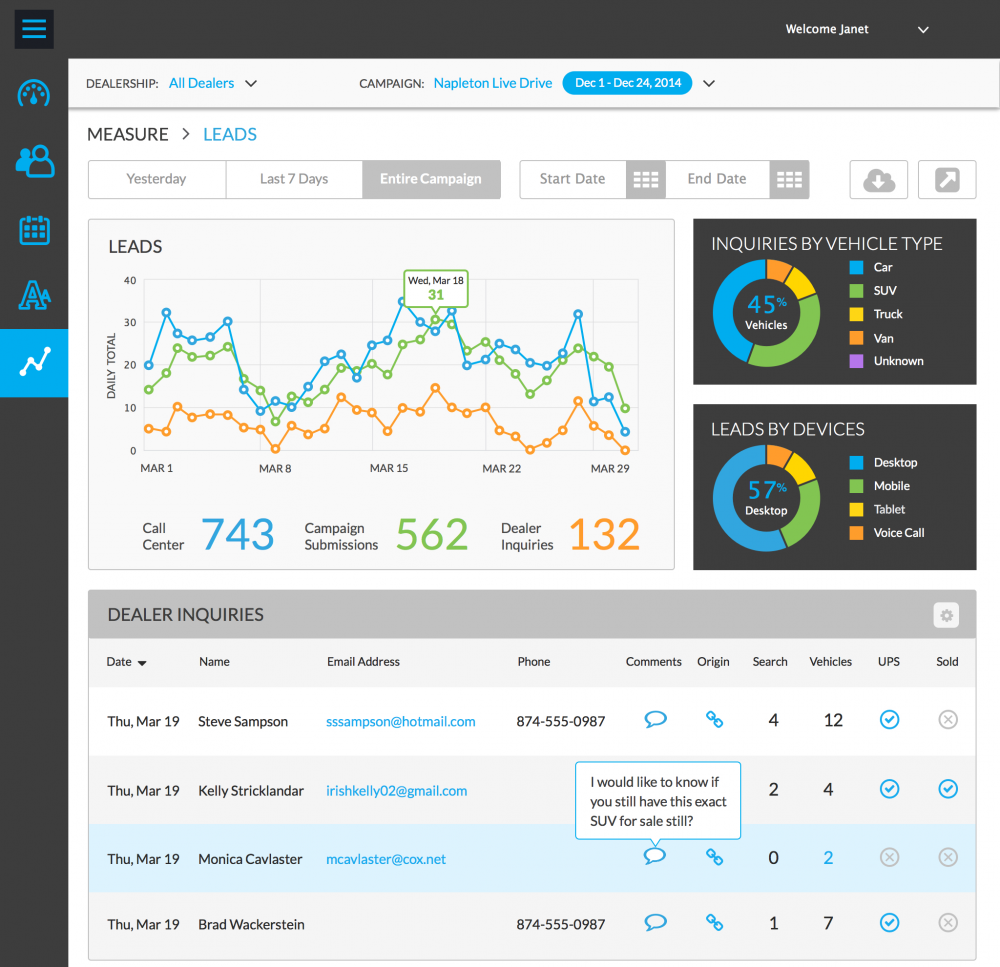 Welcome Janet
DEALERSHIP: All Dealers CAMPAIGN: Napleton Live Drive Dec 1 - Dec 24, 2014
MEASURE > LEADS
Yesterday Last 7 Days Entire Campaign Start Date End Date
LEADS
40
30
20
10
0
DAILY TOTAL
Wed, Mar 18
31
MAR 1 MAR 8 MAR 15 MAR 22 MAR 29
Call
Center
743
Campaign
Submissions
562
Dealer
Inquiries
132
INQUIRIES BY VEHICLE TYPE
45%
Vehicles
Car
SUV
Truck
Van
Unknown
LEADS BY DEVICES
57%
Desktop
Desktop
Mobile
Tablet
Voice Call
DEALER INQUIRIES
Date Name Email Address Phone Comments Origin Search Vehicles UPS Sold
Thu, Mar 19 Steve Sampson sssampson@hotmail.com 874-555-0987 4 12
Thu, Mar 19 Kelly Stricklandar irishkelly02@gmail.com 2 4
I would like to know if
you still have this exact
SUV for sale still?
Thu, Mar 19 Monica Cavlaster mcavlaster@cox.net 0 2
Thu, Mar 19 Brad Wackerstein 874-555-0987 1 7